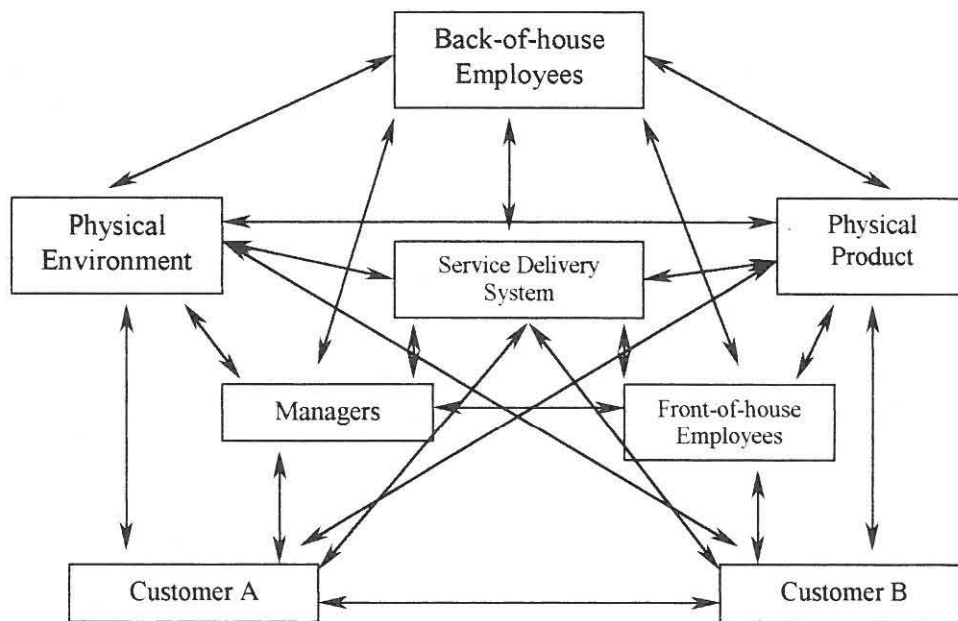 Back-of-house
Employees
Physical
Environment
Physical
Product
Service Delivery
System
Managers
Front-of-house
Employees
Customer A
Customer B